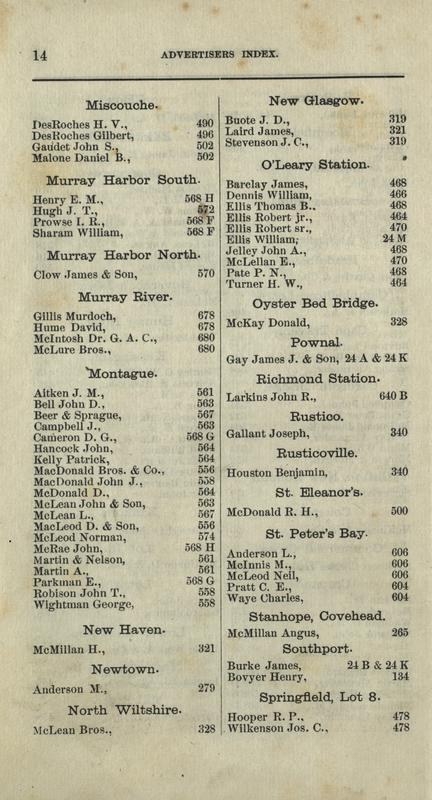 14
ADVERTISERS INDEX.
Miscouche.
DesRoches H. V., 490
DesRoches Gilbert, 496
Gaudet John S., 502
Malone Daniel B., 502
Murray Harbor South.
Henry E. M., 568 H
Hugh J. T., 572
Prowse I. R., 568 F
Sharam William, 568 F
Murray Harbor North.
Clow James & Son, 570
Murray River.
Gillis Murdoch, 678
Hume David, 678
McIntosh Dr. G. A. C., 680
McLure Bros., 680
Montague.
Aitken J. M., 561
Bell John D., 563
Beer & Sprague, 567
Campbell J., 563
Cameron D. G., 568 G
Hancock John, 564
Kelly Patrick, 564
MacDonald Bros. & Co., 556
MacDonald John J., 558
McDonald D., 564
McLean John & Son, 563
McLean L., 567
MacLeod D. & Son, 556
McLeod Norman, 574
McRae John, 568 H
Martin & Nelson, 561
Martin A., 561
Parkman E., 568 G
Robison John T., 558
Wightman George, 558
New Haven.
McMillan H., 321
Newtown.
Anderson M., 279
North Wiltshire.
McLean Bros., 328
New Glasgow.
Buote J. D., 319
Laird James, 321
Stevenson J. C., 319
O'Leary Station.
Barclay James, 468
Dennis William, 466
Ellis Thomas B., 468
Ellis Robert jr., 464
Ellis Robert sr., 470
Ellis William, 24 M
Jelley John A., 468
McLellan E., 470
Pate P. N., 468
Turner H. W., 464
Oyster Bed Bridge.
McKay Donald, 328
Pownal.
Gay James J. & Son, 24 A & 24 K
Richmond Station.
Larkins John R., 640 B
Rustico.
Gallant Joseph, 340
Rusticoville.
Houston Benjamin, 340
St. Eleanor's.
McDonald R. H., 500
St. Peter's Bay.
Anderson L., 606
McInnis M., 606
McLeod Neil, 606
Pratt C. E., 604
Waye Charles, 604
Stanhope, Covehead.
McMillan Angus, 265
Southport.
Burke James, 24 B & 24 K
Bovyer Henry, 134
Springfield, Lot 8.
Hooper R. P., 478
Wilkenson Jos. C., 478